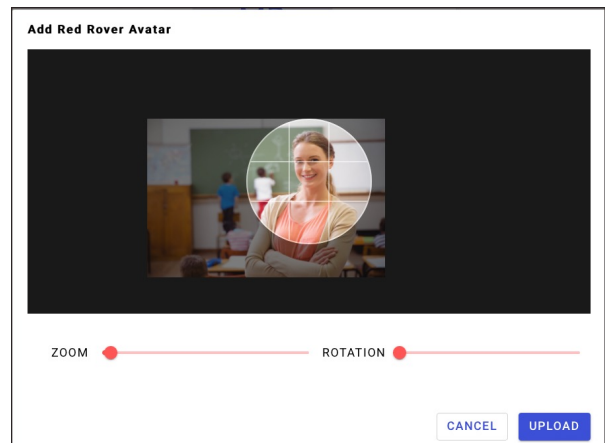 Add Red Rover Avatar
ZOOM
ROTATION
CANCEL
UPLOAD